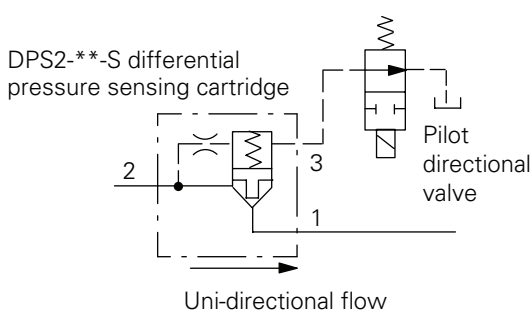 DPS2-**-S differential
pressure sensing cartridge
2
3
Pilot
directional
valve
1
Uni-directional flow